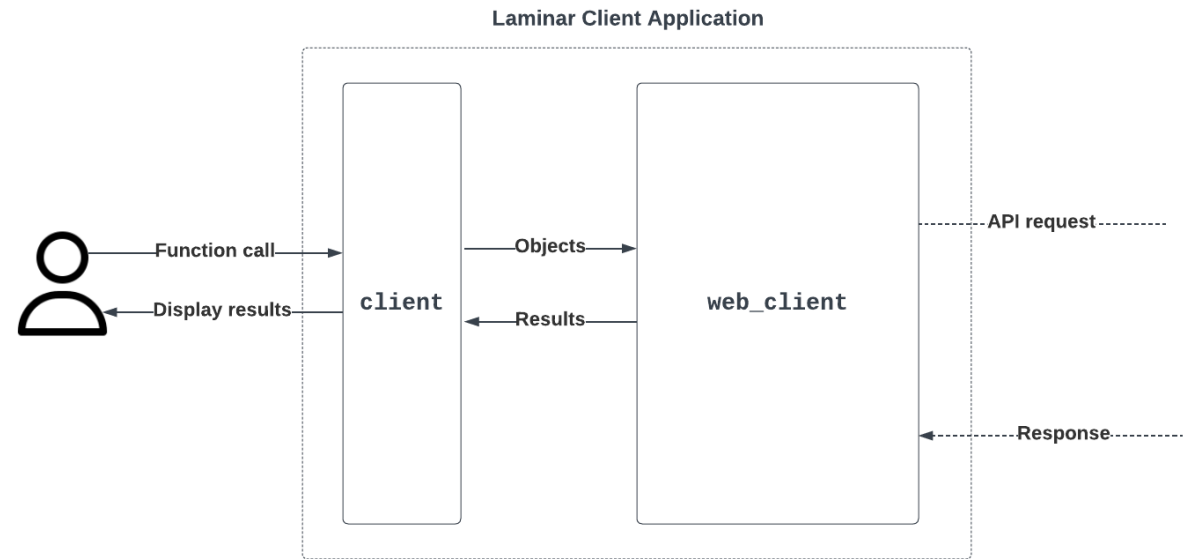 Laminar Client Application
Function call
Objects
API request
Display results
client
Results
web_client
Response